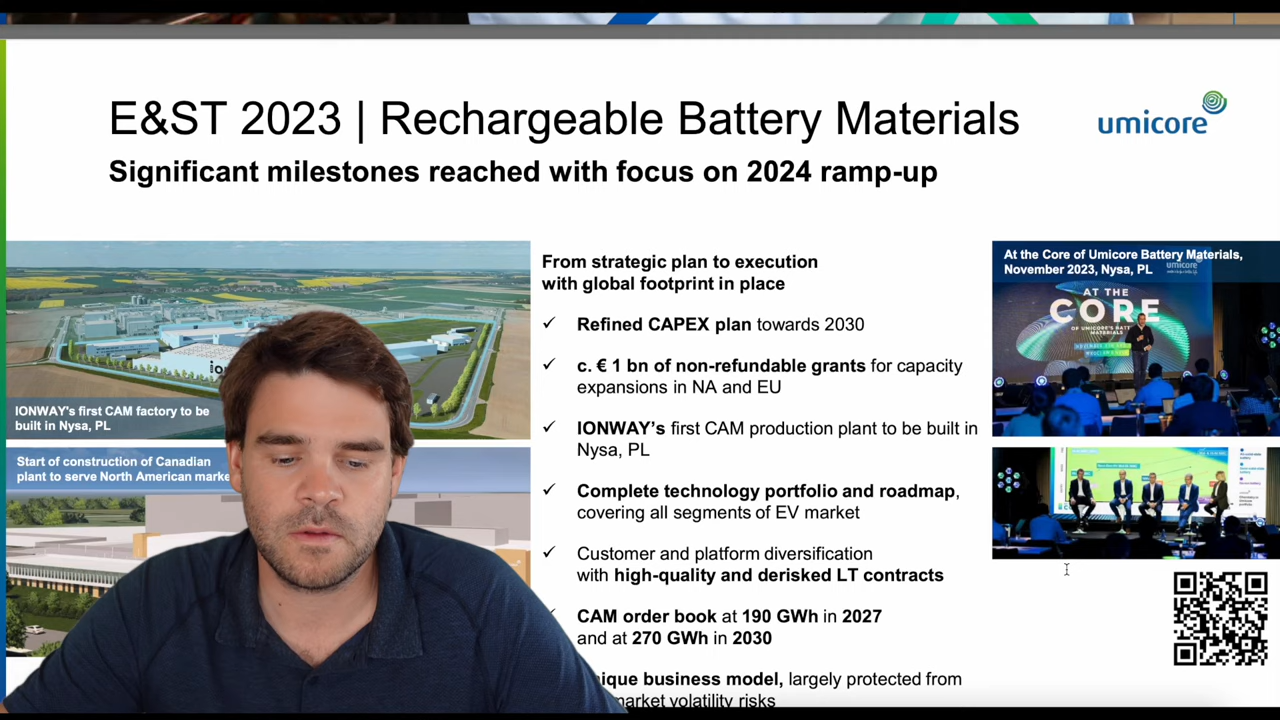 E&ST 2023 | Rechargeable Battery Materials
umicore
Significant milestones reached with focus on 2024 ramp-up
IONWAY's first CAM factory to be
built in Nysa, PL
Start of construction of Canadian
plant to serve North American marke
From strategic plan to execution
with global footprint in place
✓ Refined CAPEX plan towards 2030
✓ c. € 1 bn of non-refundable grants for capacity
expansions in NA and EU
✓ IONWAY's first CAM production plant to be built in
Nysa, PL
✓ Complete technology portfolio and roadmap,
covering all segments of EV market
✓ Customer and platform diversification
with high-quality and derisked LT contracts
CAM order book at 190 GWh in 2027
and at 270 GWh in 2030
ique business model, largely protected from
market volatility risks
At the Core of Umicore Battery Materials,
November 2023, Nysa, PL
umicore
AT THE
CORE